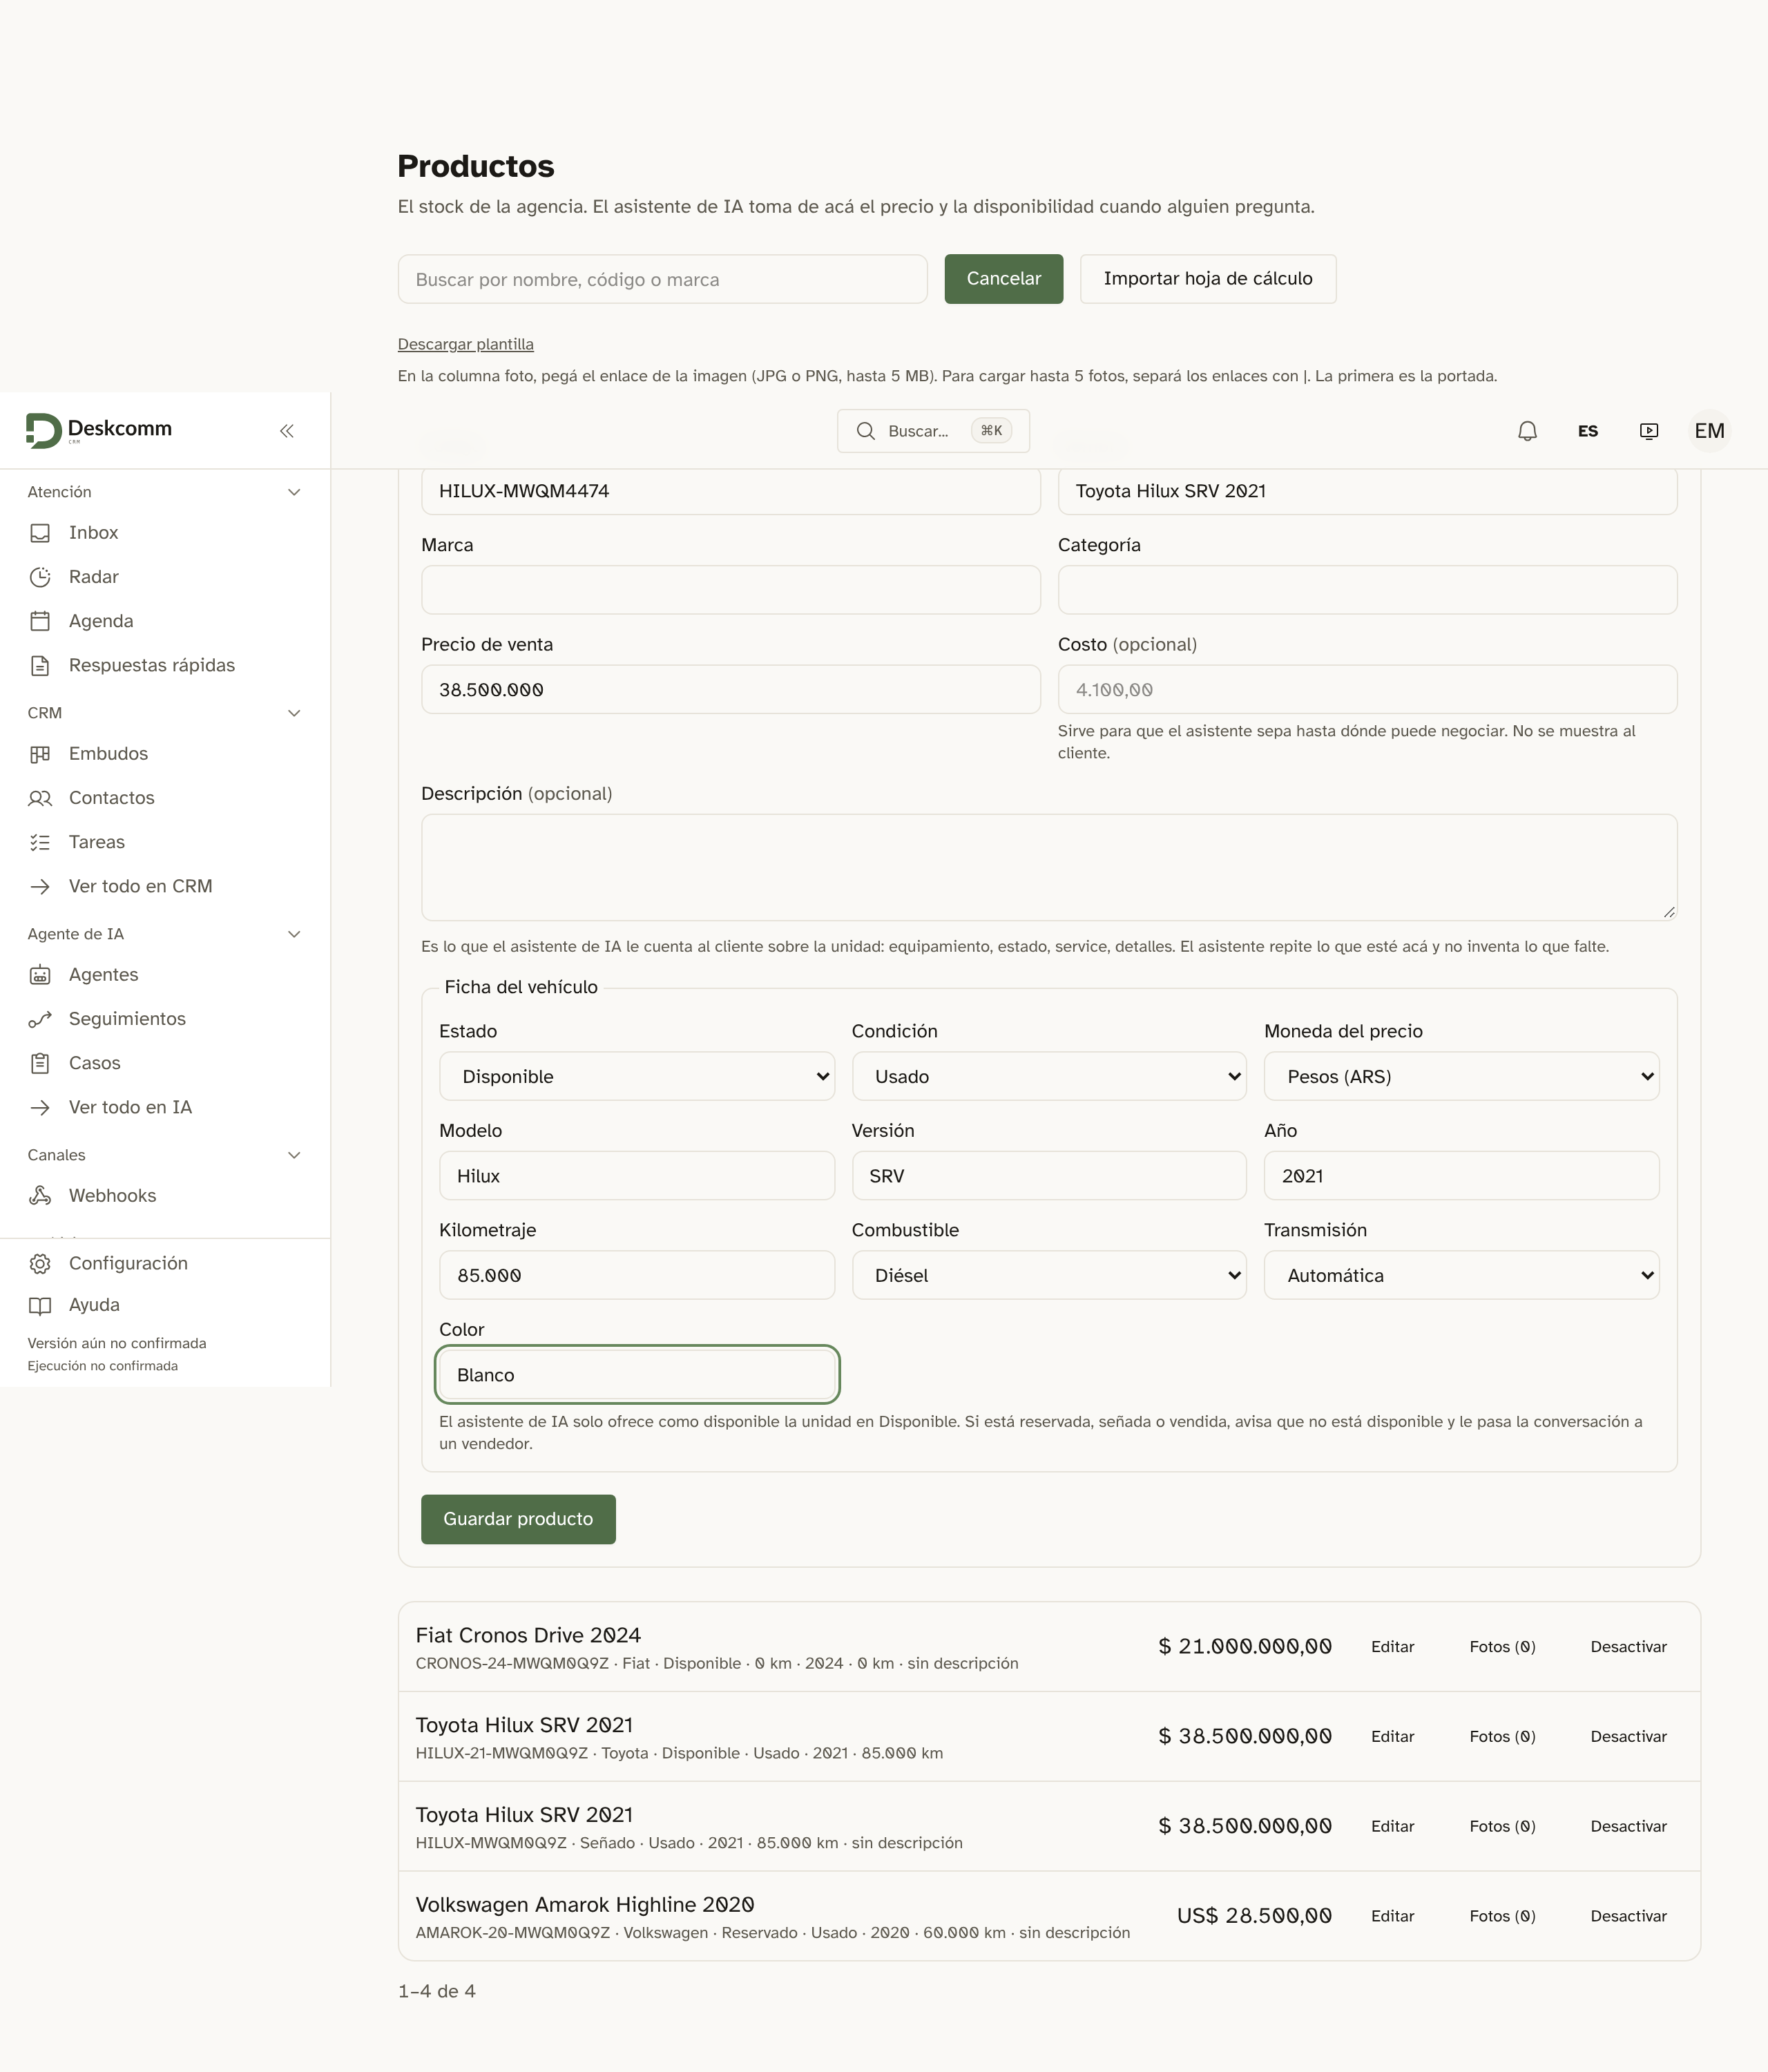 Productos
El stock de la agencia. El asistente de IA toma de acá el precio y la disponibilidad cuando alguien pregunta.
Buscar por nombre, código o marca
Cancelar
Importar hoja de cálculo
Descargar plantilla
En la columna foto, pegá el enlace de la imagen (JPG o PNG, hasta 5 MB). Para cargar hasta 5 fotos, separá los enlaces con |. La primera es la portada.
Deskcomm
CRM
Buscar...
⌘K
ES
EM
Atención
Inbox
Radar
Agenda
Respuestas rápidas
CRM
Embudos
Contactos
Tareas
Ver todo en CRM
Agente de IA
Agentes
Seguimientos
Casos
Ver todo en IA
Canales
Webhooks
Configuración
Ayuda
Versión aún no confirmada
Ejecución no confirmada
HILUX-MWQM4474
Toyota Hilux SRV 2021
Marca
Categoría
Precio de venta
Costo (opcional)
38.500.000
4.100,00
Sirve para que el asistente sepa hasta dónde puede negociar. No se muestra al
cliente.
Descripción (opcional)
Es lo que el asistente de IA le cuenta al cliente sobre la unidad: equipamiento, estado, service, detalles. El asistente repite lo que esté acá y no inventa lo que falte.
Ficha del vehículo
Estado
Condición
Moneda del precio
Disponible
Usado
Pesos (ARS)
Modelo
Versión
Año
Hilux
SRV
2021
Kilometraje
Combustible
Transmisión
85.000
Diésel
Automática
Color
Blanco
El asistente de IA solo ofrece como disponible la unidad en Disponible. Si está reservada, señada o vendida, avisa que no está disponible y le pasa la conversación a
un vendedor.
Guardar producto
Fiat Cronos Drive 2024
CRONOS-24-MWQM0Q9Z · Fiat · Disponible · 0 km · 2024 · 0 km · sin descripción
$ 21.000.000,00
Editar
Fotos (0)
Desactivar
Toyota Hilux SRV 2021
HILUX-21-MWQM0Q9Z · Toyota · Disponible · Usado · 2021 · 85.000 km
$ 38.500.000,00
Editar
Fotos (0)
Desactivar
Toyota Hilux SRV 2021
HILUX-MWQM0Q9Z · Señado · Usado · 2021 · 85.000 km · sin descripción
$ 38.500.000,00
Editar
Fotos (0)
Desactivar
Volkswagen Amarok Highline 2020
AMAROK-20-MWQM0Q9Z · Volkswagen · Reservado · Usado · 2020 · 60.000 km · sin descripción
US$ 28.500,00
Editar
Fotos (0)
Desactivar
1–4 de 4